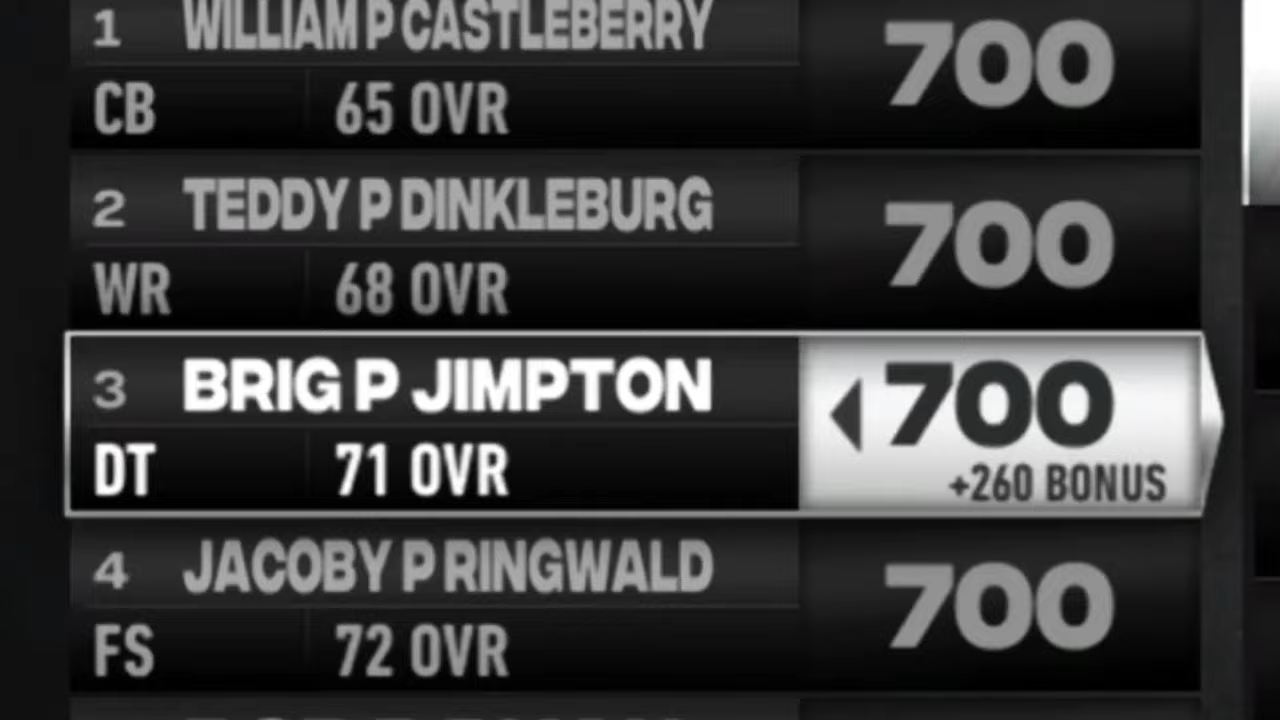 1 WILLIAM P CASTLEBERRY
700
CB 65 OVR
2 TEDDY P DINKLEBURG
700
WR 68 OVR
3 BRIG P JIMPTON
700
DT 71 OVR
+260 BONUS
4 JACOBY P RINGWALD
700
FS 72 OVR